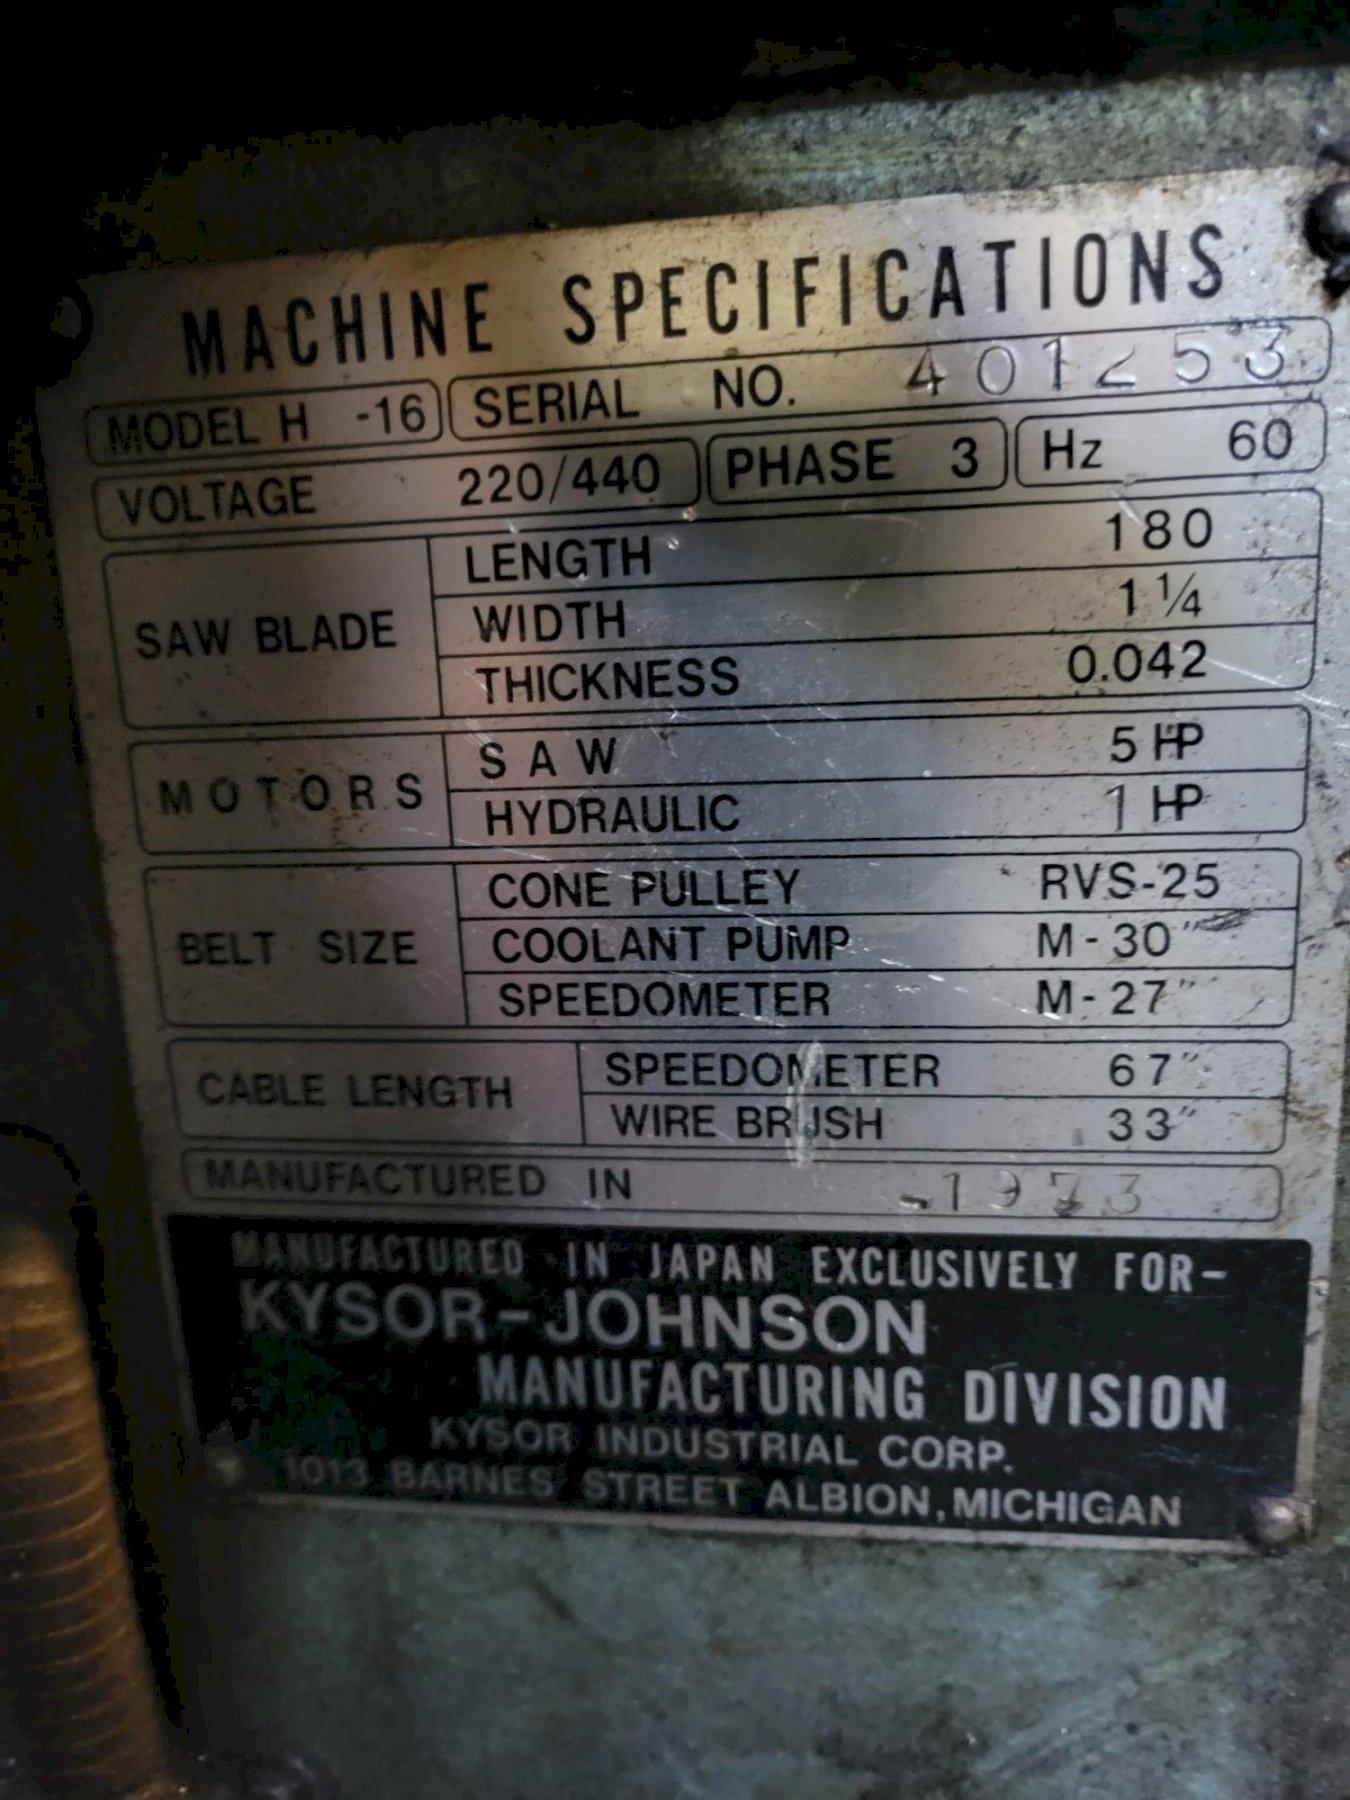 MACHINE SPECIFICATIONS
MODEL H -16 SERIAL NO. 401253
VOLTAGE 220/440 PHASE 3 Hz 60
SAW BLADE
LENGTH 180
WIDTH 1 1/4
THICKNESS 0.042
MOTORS
SAW 5 HP
HYDRAULIC 1 HP
BELT SIZE
CONE PULLEY RVS-25
COOLANT PUMP M-30"
SPEEDOMETER M-27"
CABLE LENGTH
SPEEDOMETER 67"
WIRE BRUSH 33"
MANUFACTURED IN -1973
MANUFACTURED IN JAPAN EXCLUSIVELY FOR-
KYSOR-JOHNSON
MANUFACTURING DIVISION
KYSOR INDUSTRIAL CORP.
1013 BARNES STREET ALBION, MICHIGAN